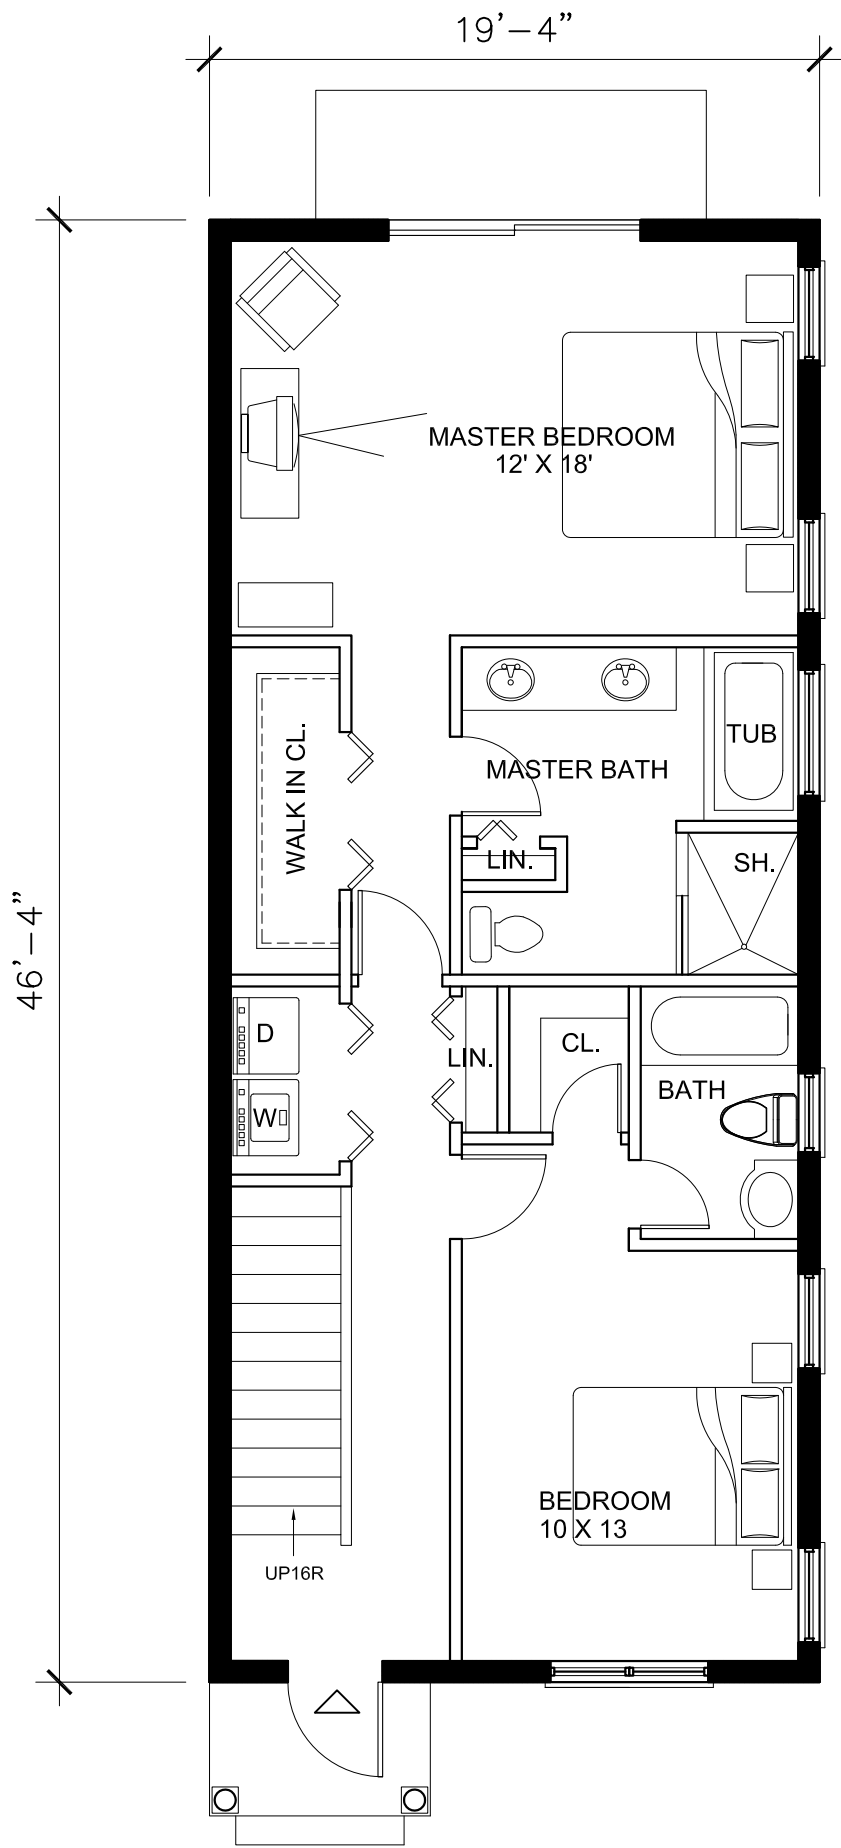 19'-4"
46'-4"
MASTER BEDROOM
12' X 18'
WALK IN CL.
TUB
MASTER BATH
LIN.
SH.
D
LIN.
CL.
BATH
W
BEDROOM
10 X 13
UP16R